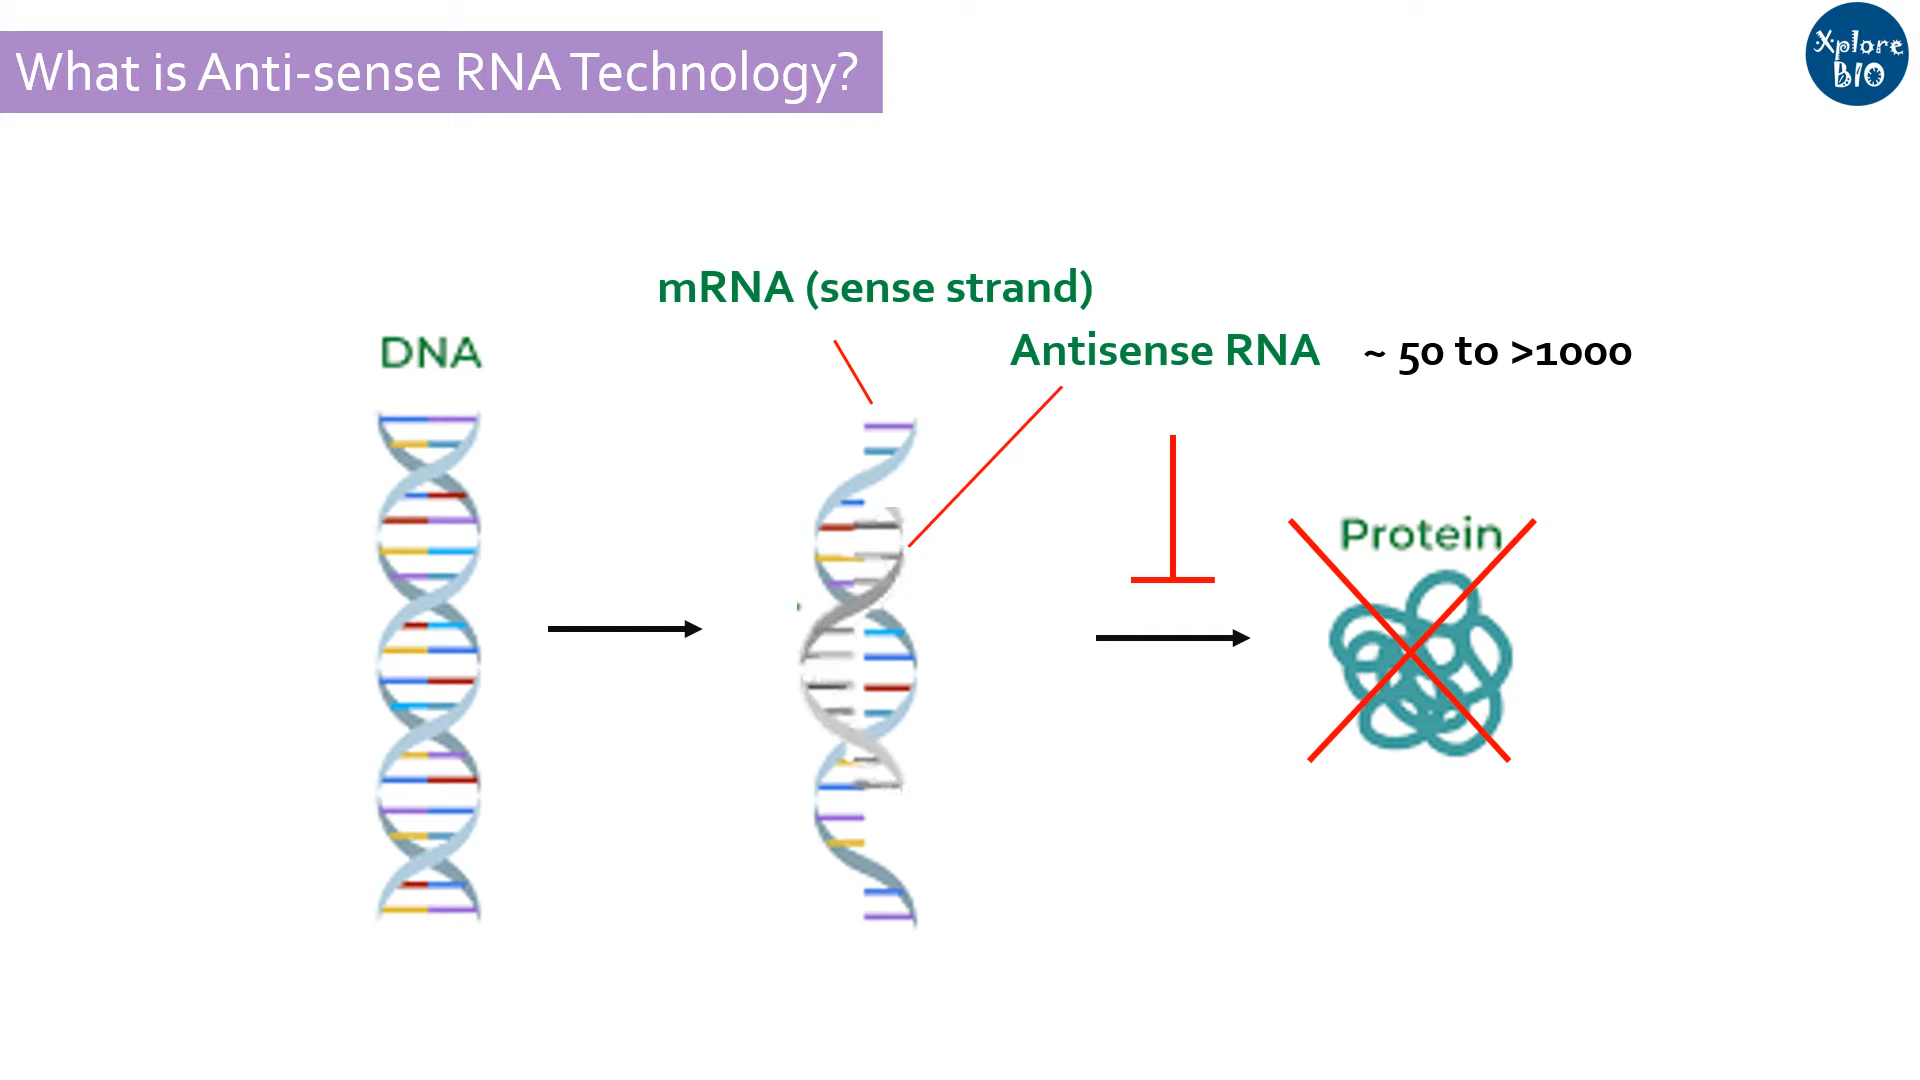 What is Anti-sense RNA Technology?
Xplore
BIO
mRNA (sense strand)
Antisense RNA ~ 50 to >1000
DNA
Protein